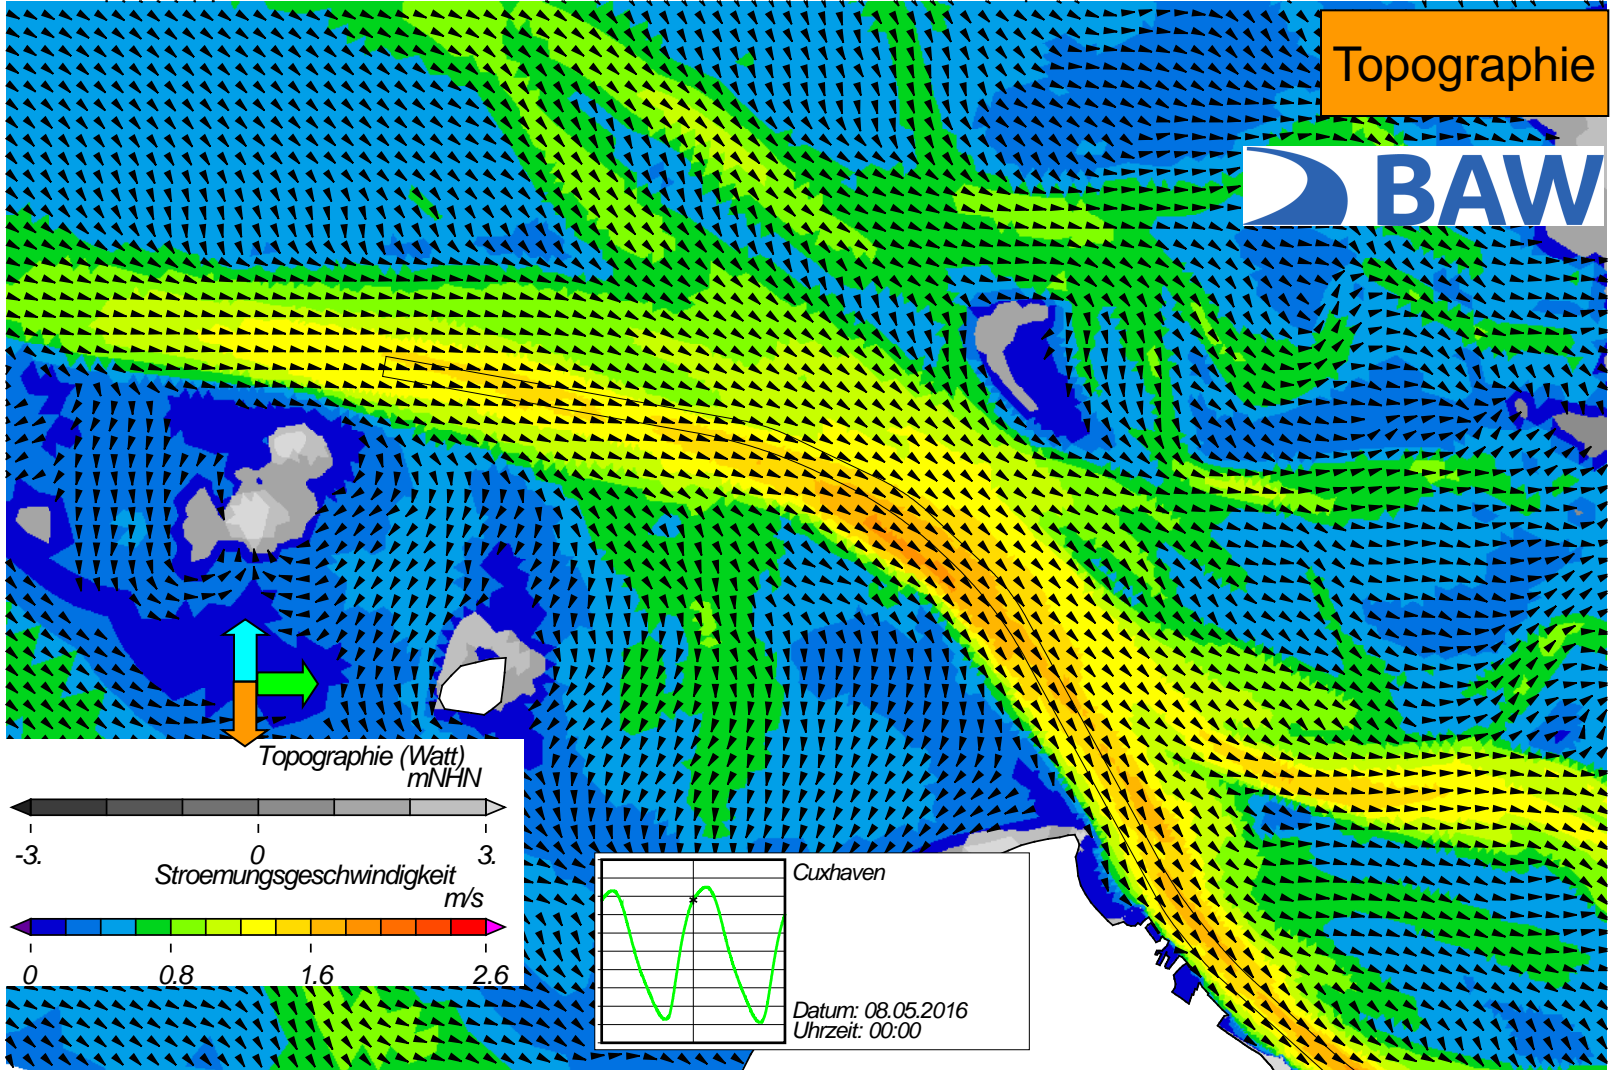 Topographie
BAW
Topographie (Watt)
mNHN
-3. 0 3.
Stroemungsgeschwindigkeit
m/s
0 0.8 1.6 2.6
Cuxhaven
Datum: 08.05.2016
Uhrzeit: 00:00